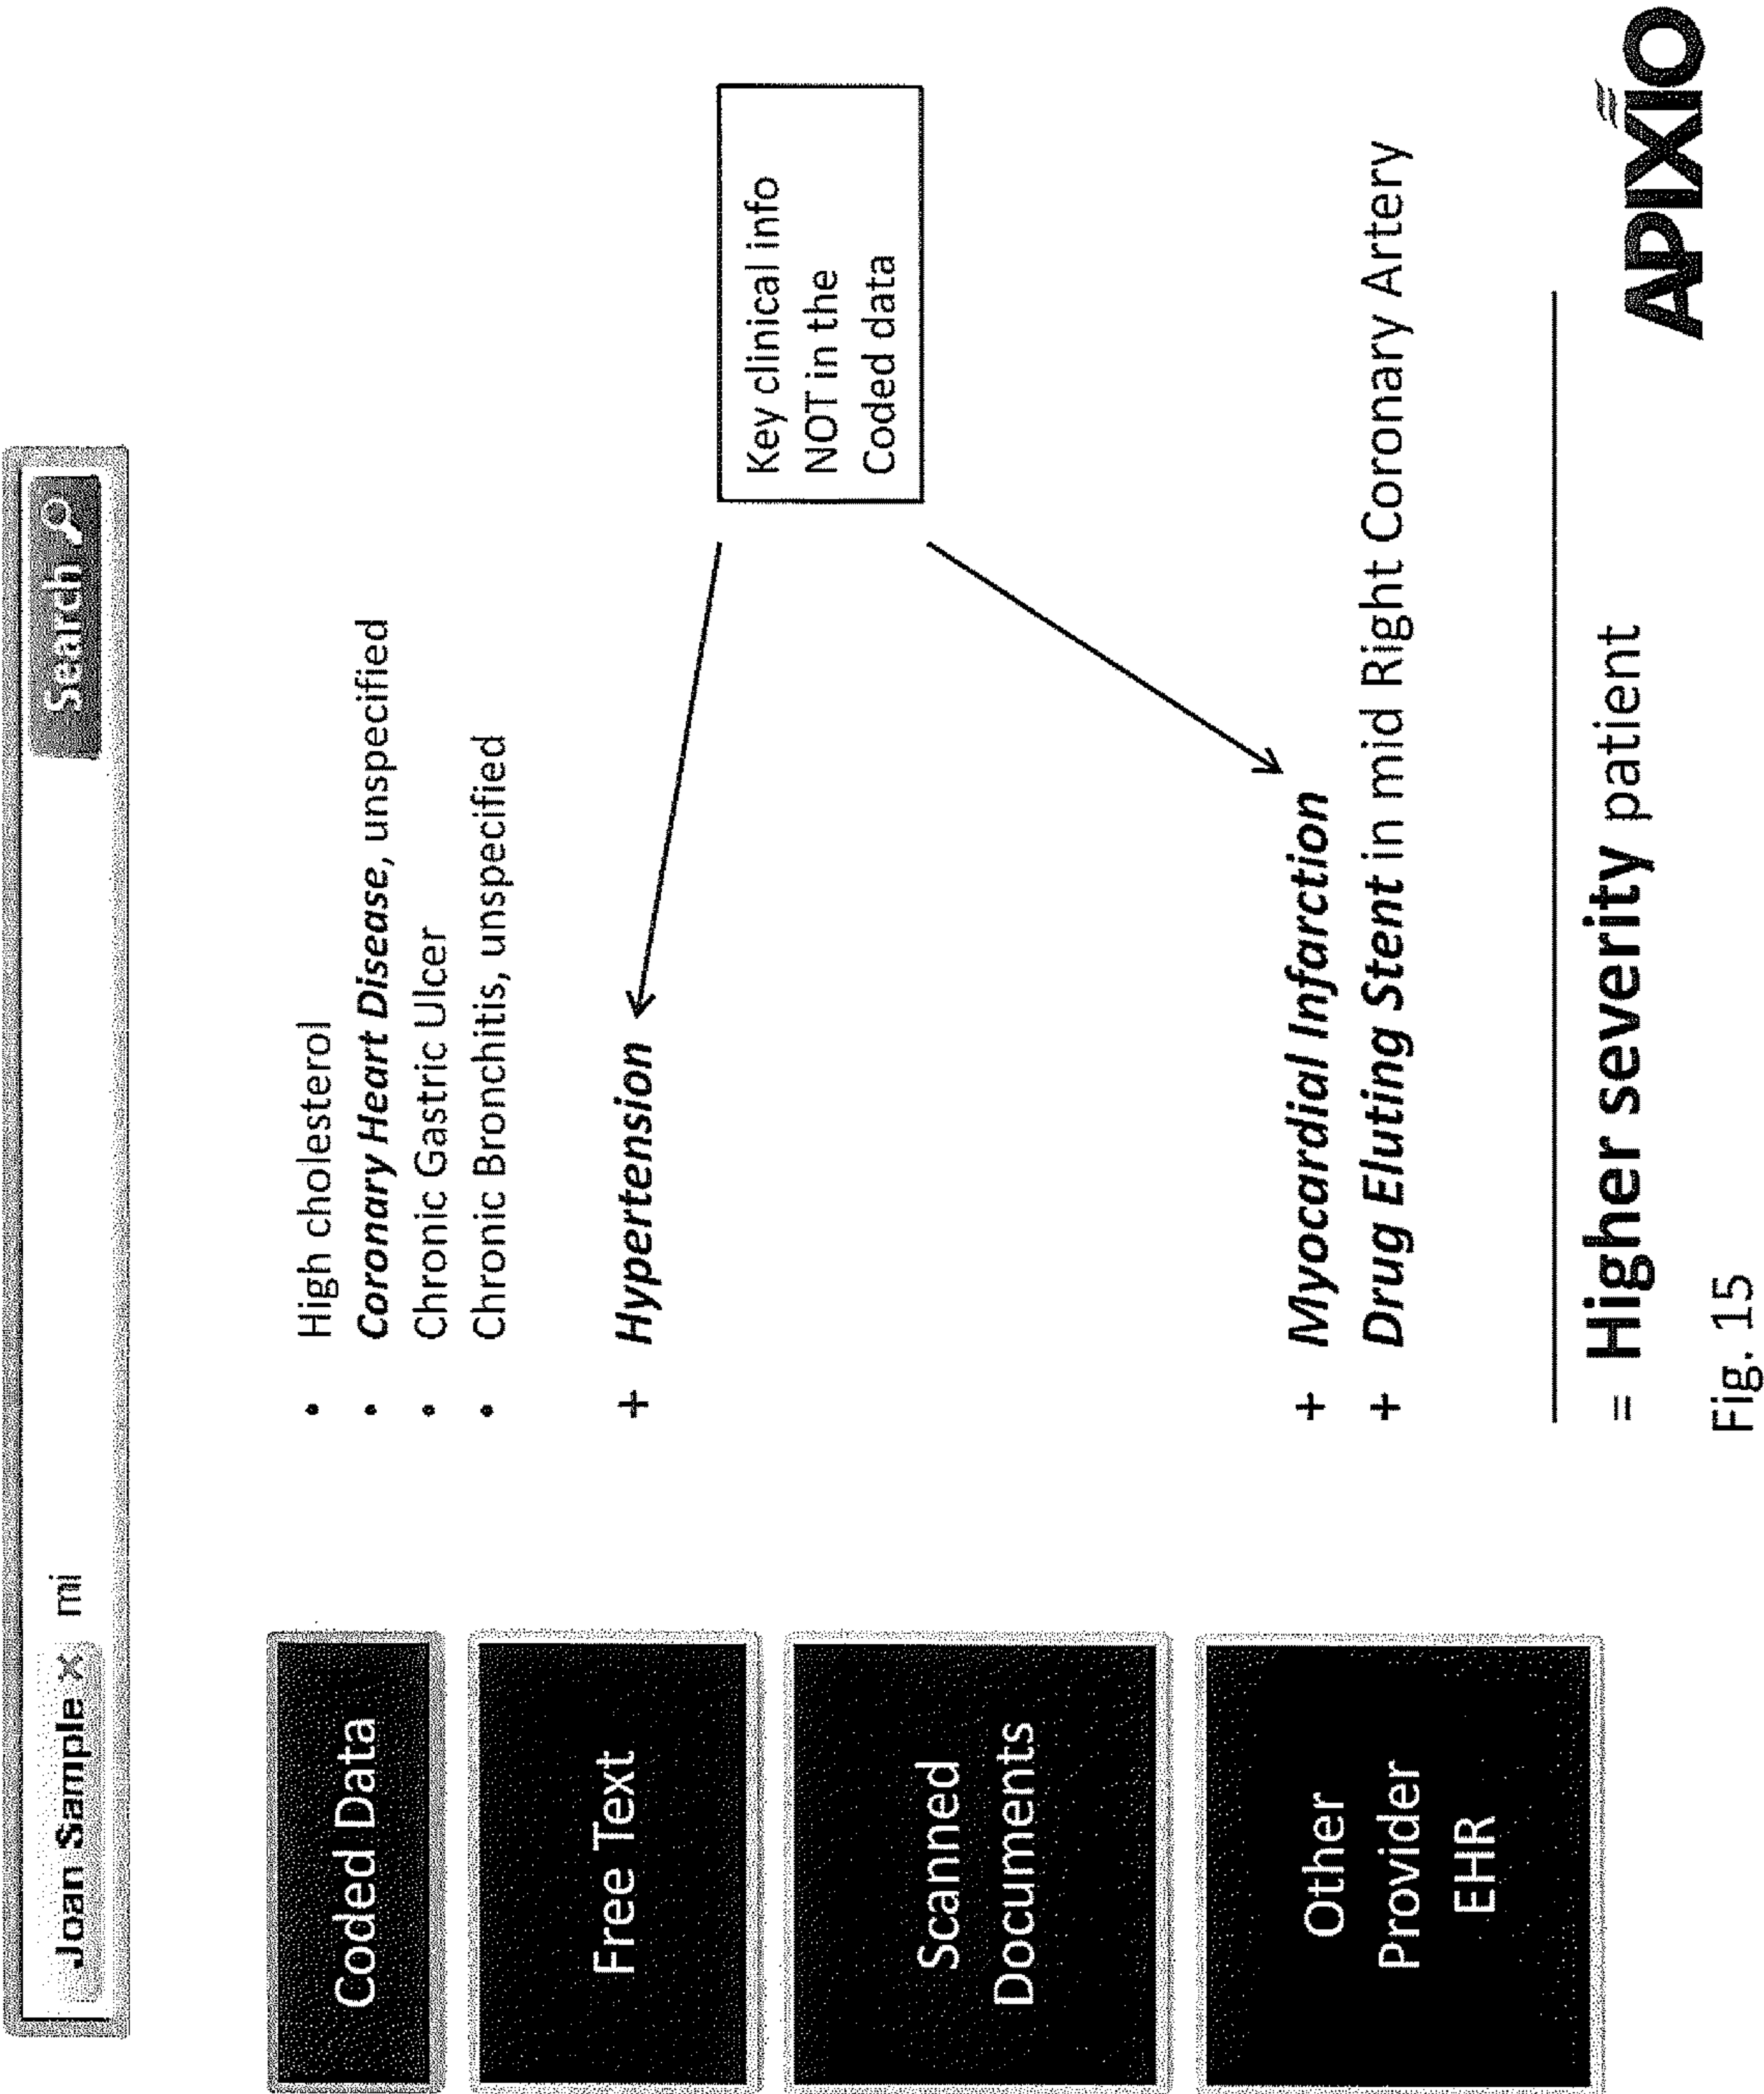 Joan Sample × mi Search
Coded Data
• High cholesterol
• Coronary Heart Disease, unspecified
• Chronic Gastric Ulcer
• Chronic Bronchitis, unspecified
Free Text
+ Hypertension
Key clinical info
NOT in the
Coded data
Scanned
Documents
Other
Provider
EHR
+ Myocardial Infarction
+ Drug Eluting Stent in mid Right Coronary Artery
= Higher severity patient
APIXIO
Fig. 15